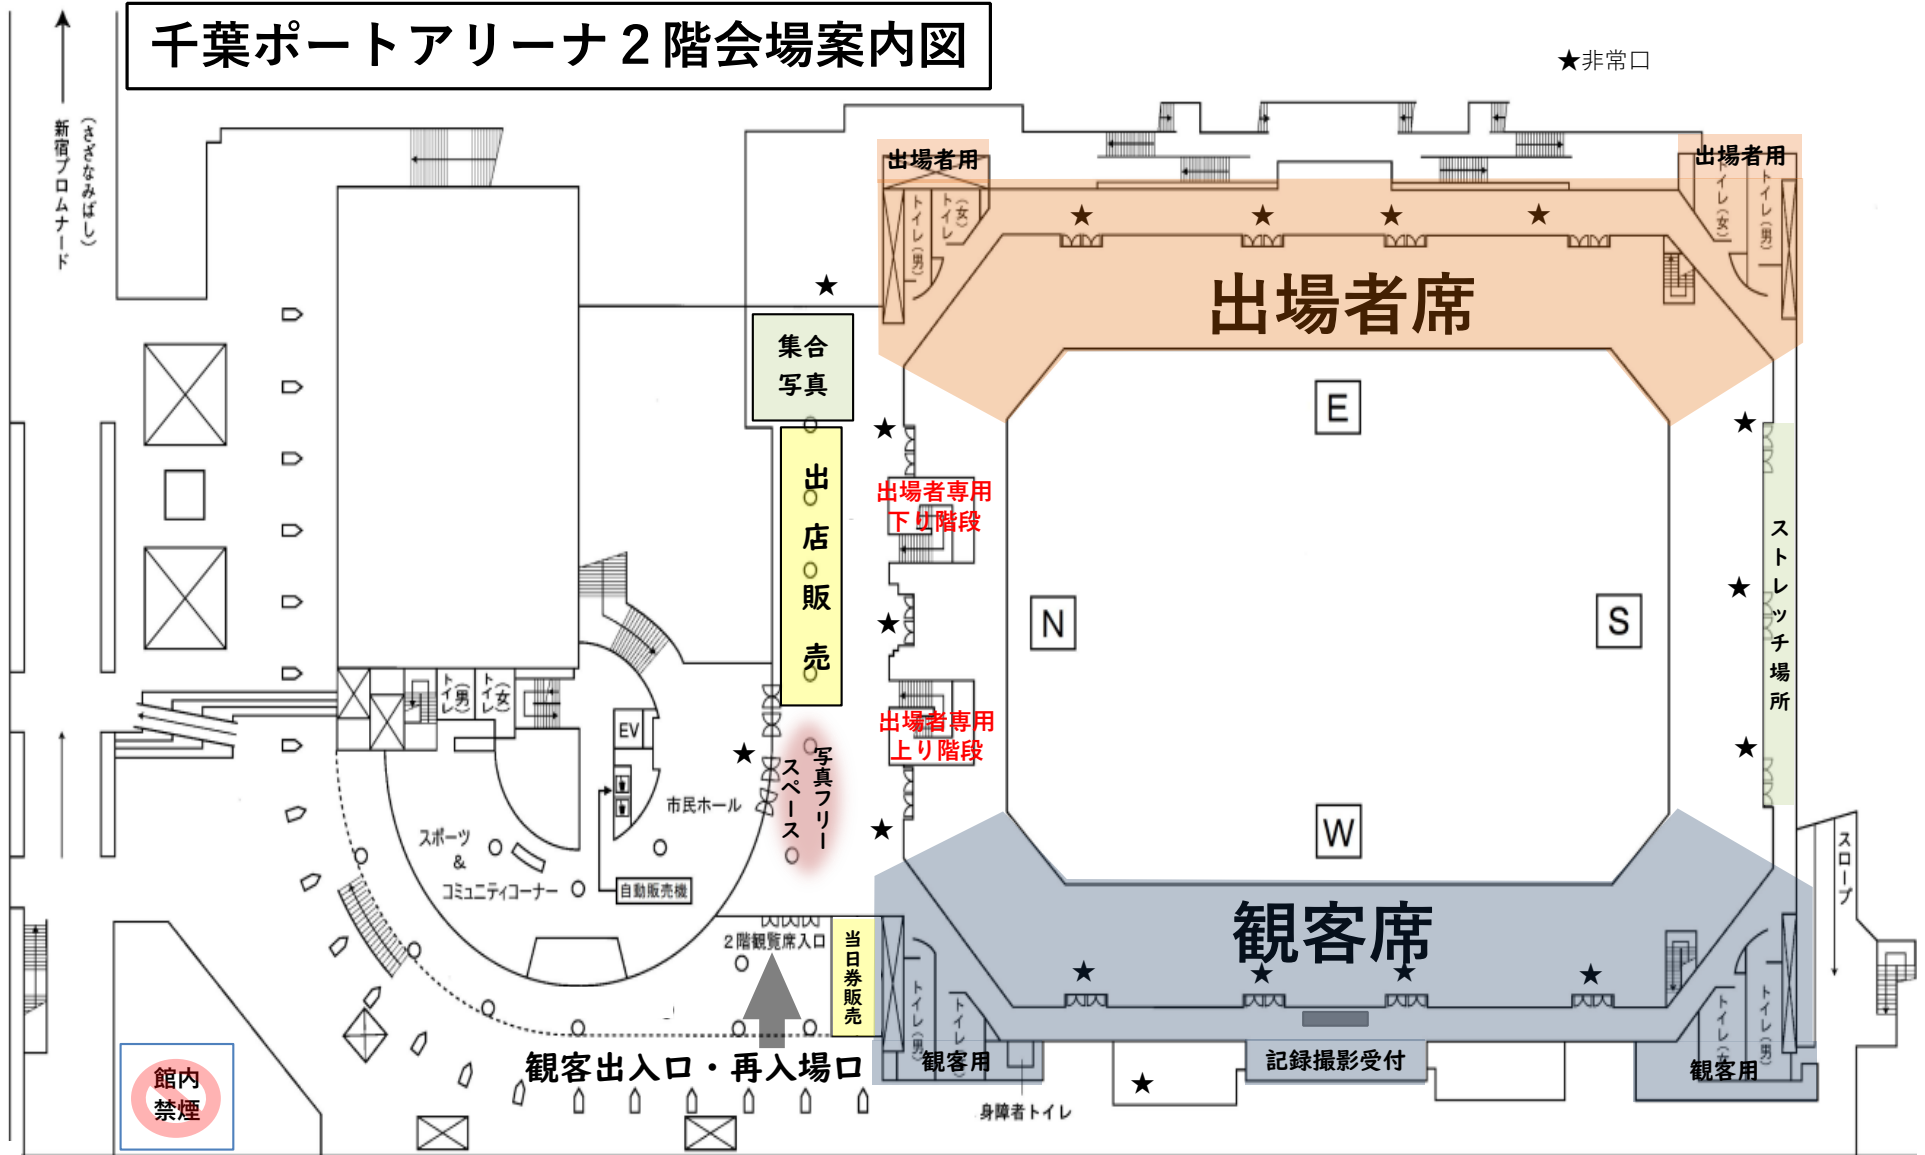 千葉ポートアリーナ２階会場案内図
★非常口
新宿プロムナード
（さざなみばし）
出場者用
出場者用
トイレ（男）
トイレ（女）
トイレ（女）
トイレ（男）
出場者席
集合
写真
E
出店販売
出場者専用
下り階段
N
S
ストレッチ場所
トイレ（男）
トイレ（女）
EV
出場者専用
上り階段
写真フリー
スペース
市民ホール
スポーツ
&
コミュニティコーナー
自動販売機
W
スロープ
観客席
２階観覧席入口
当日券販売
トイレ（男）
トイレ
トイレ（女）
トイレ（男）
観客出入口・再入場口
観客用
記録撮影受付
観客用
身障者トイレ
館内
禁煙